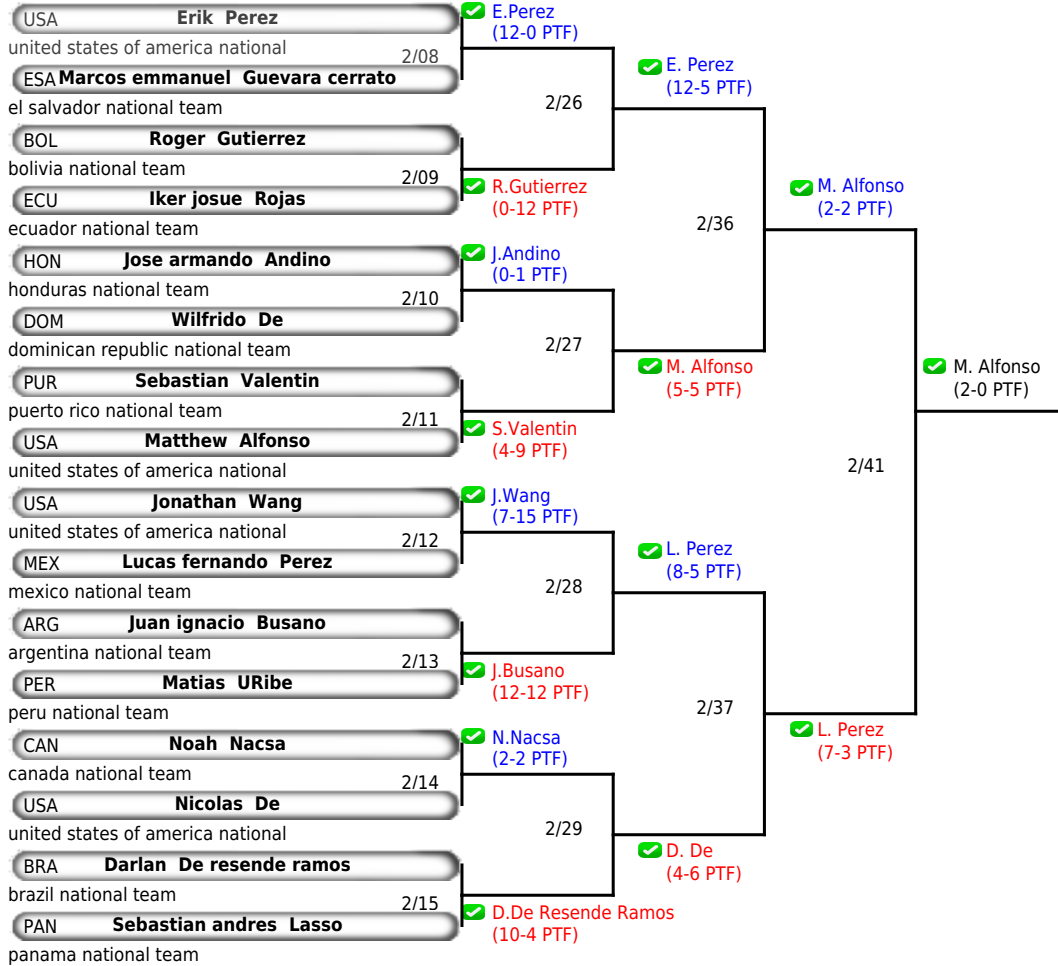 USA Erik Perez
united states of america national
2/08
ESA Marcos emmanuel Guevara cerrato
el salvador national team
BOL Roger Gutierrez
bolivia national team
2/09
ECU Iker josue Rojas
ecuador national team
HON Jose armando Andino
honduras national team
2/10
DOM Wilfrido De
dominican republic national team
PUR Sebastian Valentin
puerto rico national team
2/11
USA Matthew Alfonso
united states of america national
USA Jonathan Wang
united states of america national
2/12
MEX Lucas fernando Perez
mexico national team
ARG Juan ignacio Busano
argentina national team
2/13
PER Matias URibe
peru national team
CAN Noah Nacsa
canada national team
2/14
USA Nicolas De
united states of america national
BRA Darlan De resende ramos
brazil national team
2/15
PAN Sebastian andres Lasso
panama national team
E.Perez
(12-0 PTF)
2/26
R.Gutierrez
(0-12 PTF)
J.Andino
(0-1 PTF)
2/27
S.Valentin
(4-9 PTF)
J.Wang
(7-15 PTF)
2/28
J.Busano
(12-12 PTF)
N.Nacsa
(2-2 PTF)
2/29
D.De Resende Ramos
(10-4 PTF)
E. Perez
(12-5 PTF)
2/36
M. Alfonso
(5-5 PTF)
L. Perez
(8-5 PTF)
2/37
D. De
(4-6 PTF)
M. Alfonso
(2-2 PTF)
2/41
L. Perez
(7-3 PTF)
M. Alfonso
(2-0 PTF)